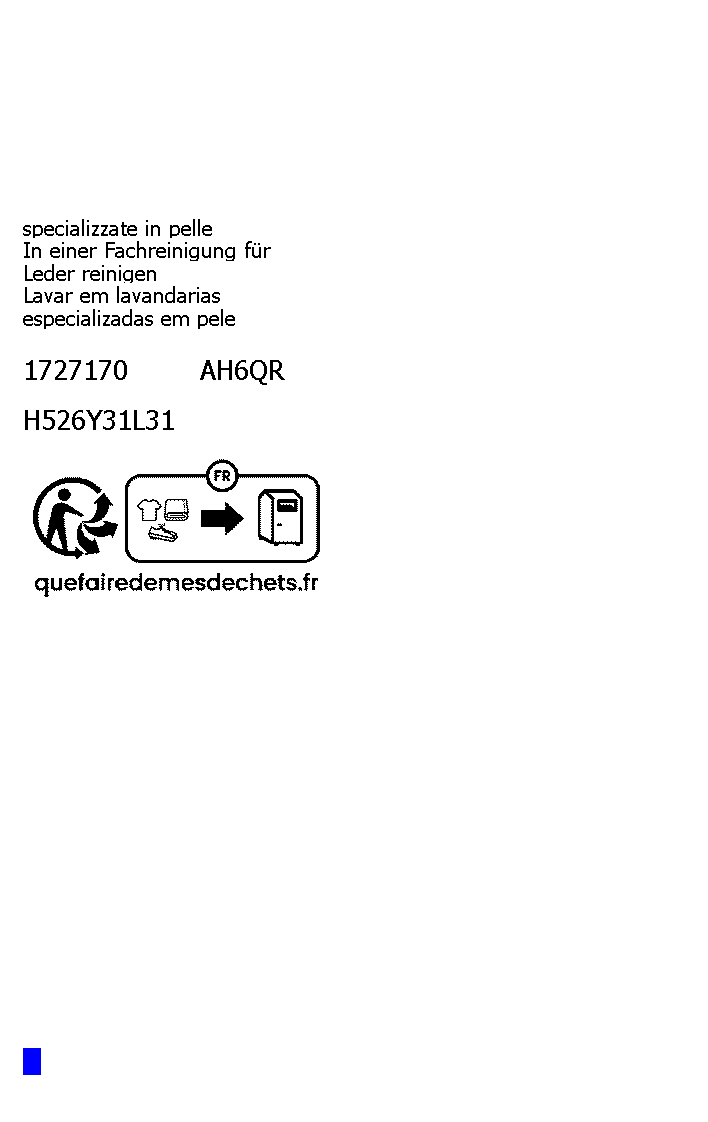 specializzate in pelle
In einer Fachreinigung für
Leder reinigen
Lavar em lavandarias
especializadas em pele
1727170 AH6QR
H526Y31L31
FR
quefairedemesdechets.fr